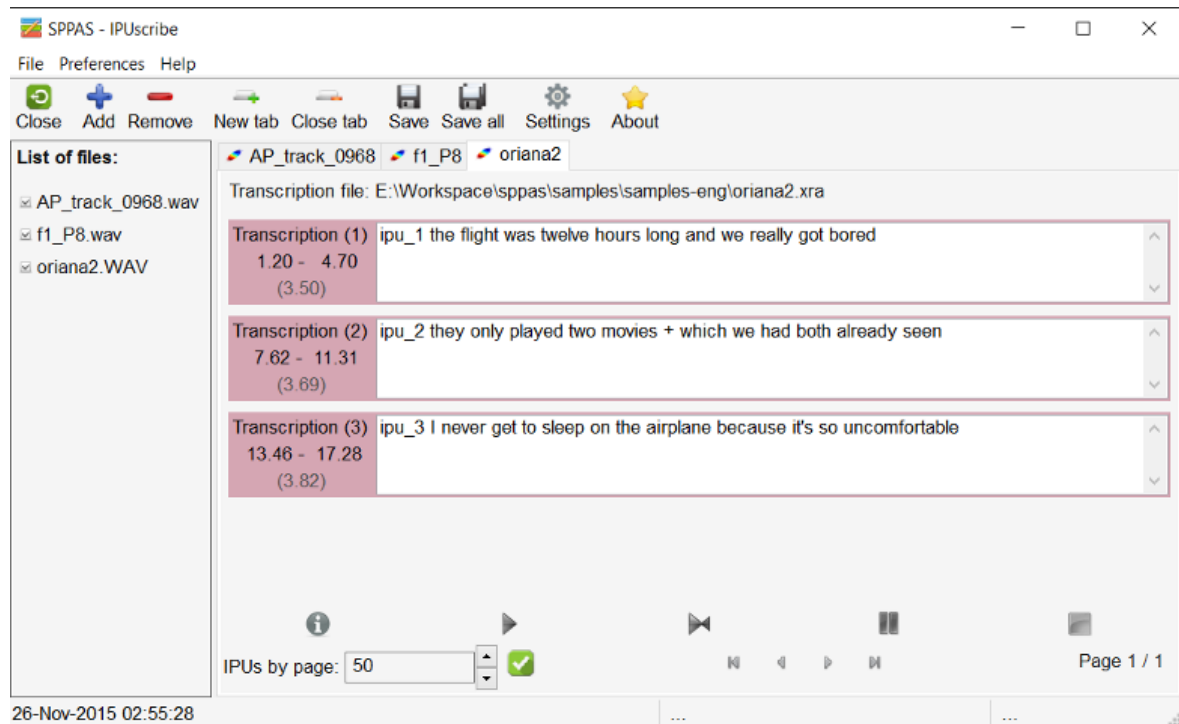 SPPAS - IPUscribe
File Preferences Help
Close Add Remove New tab Close tab Save Save all Settings About
List of files:
AP_track_0968.wav
f1_P8.wav
oriana2.WAV
AP_track_0968 f1_P8 oriana2
Transcription file: E:\Workspace\sppas\samples\samples-eng\oriana2.xra
Transcription (1) ipu_1 the flight was twelve hours long and we really got bored
1.20 - 4.70
(3.50)
Transcription (2) ipu_2 they only played two movies + which we had both already seen
7.62 - 11.31
(3.69)
Transcription (3) ipu_3 I never get to sleep on the airplane because it's so uncomfortable
13.46 - 17.28
(3.82)
IPUs by page: 50 Page 1 / 1
26-Nov-2015 02:55:28 ... ...